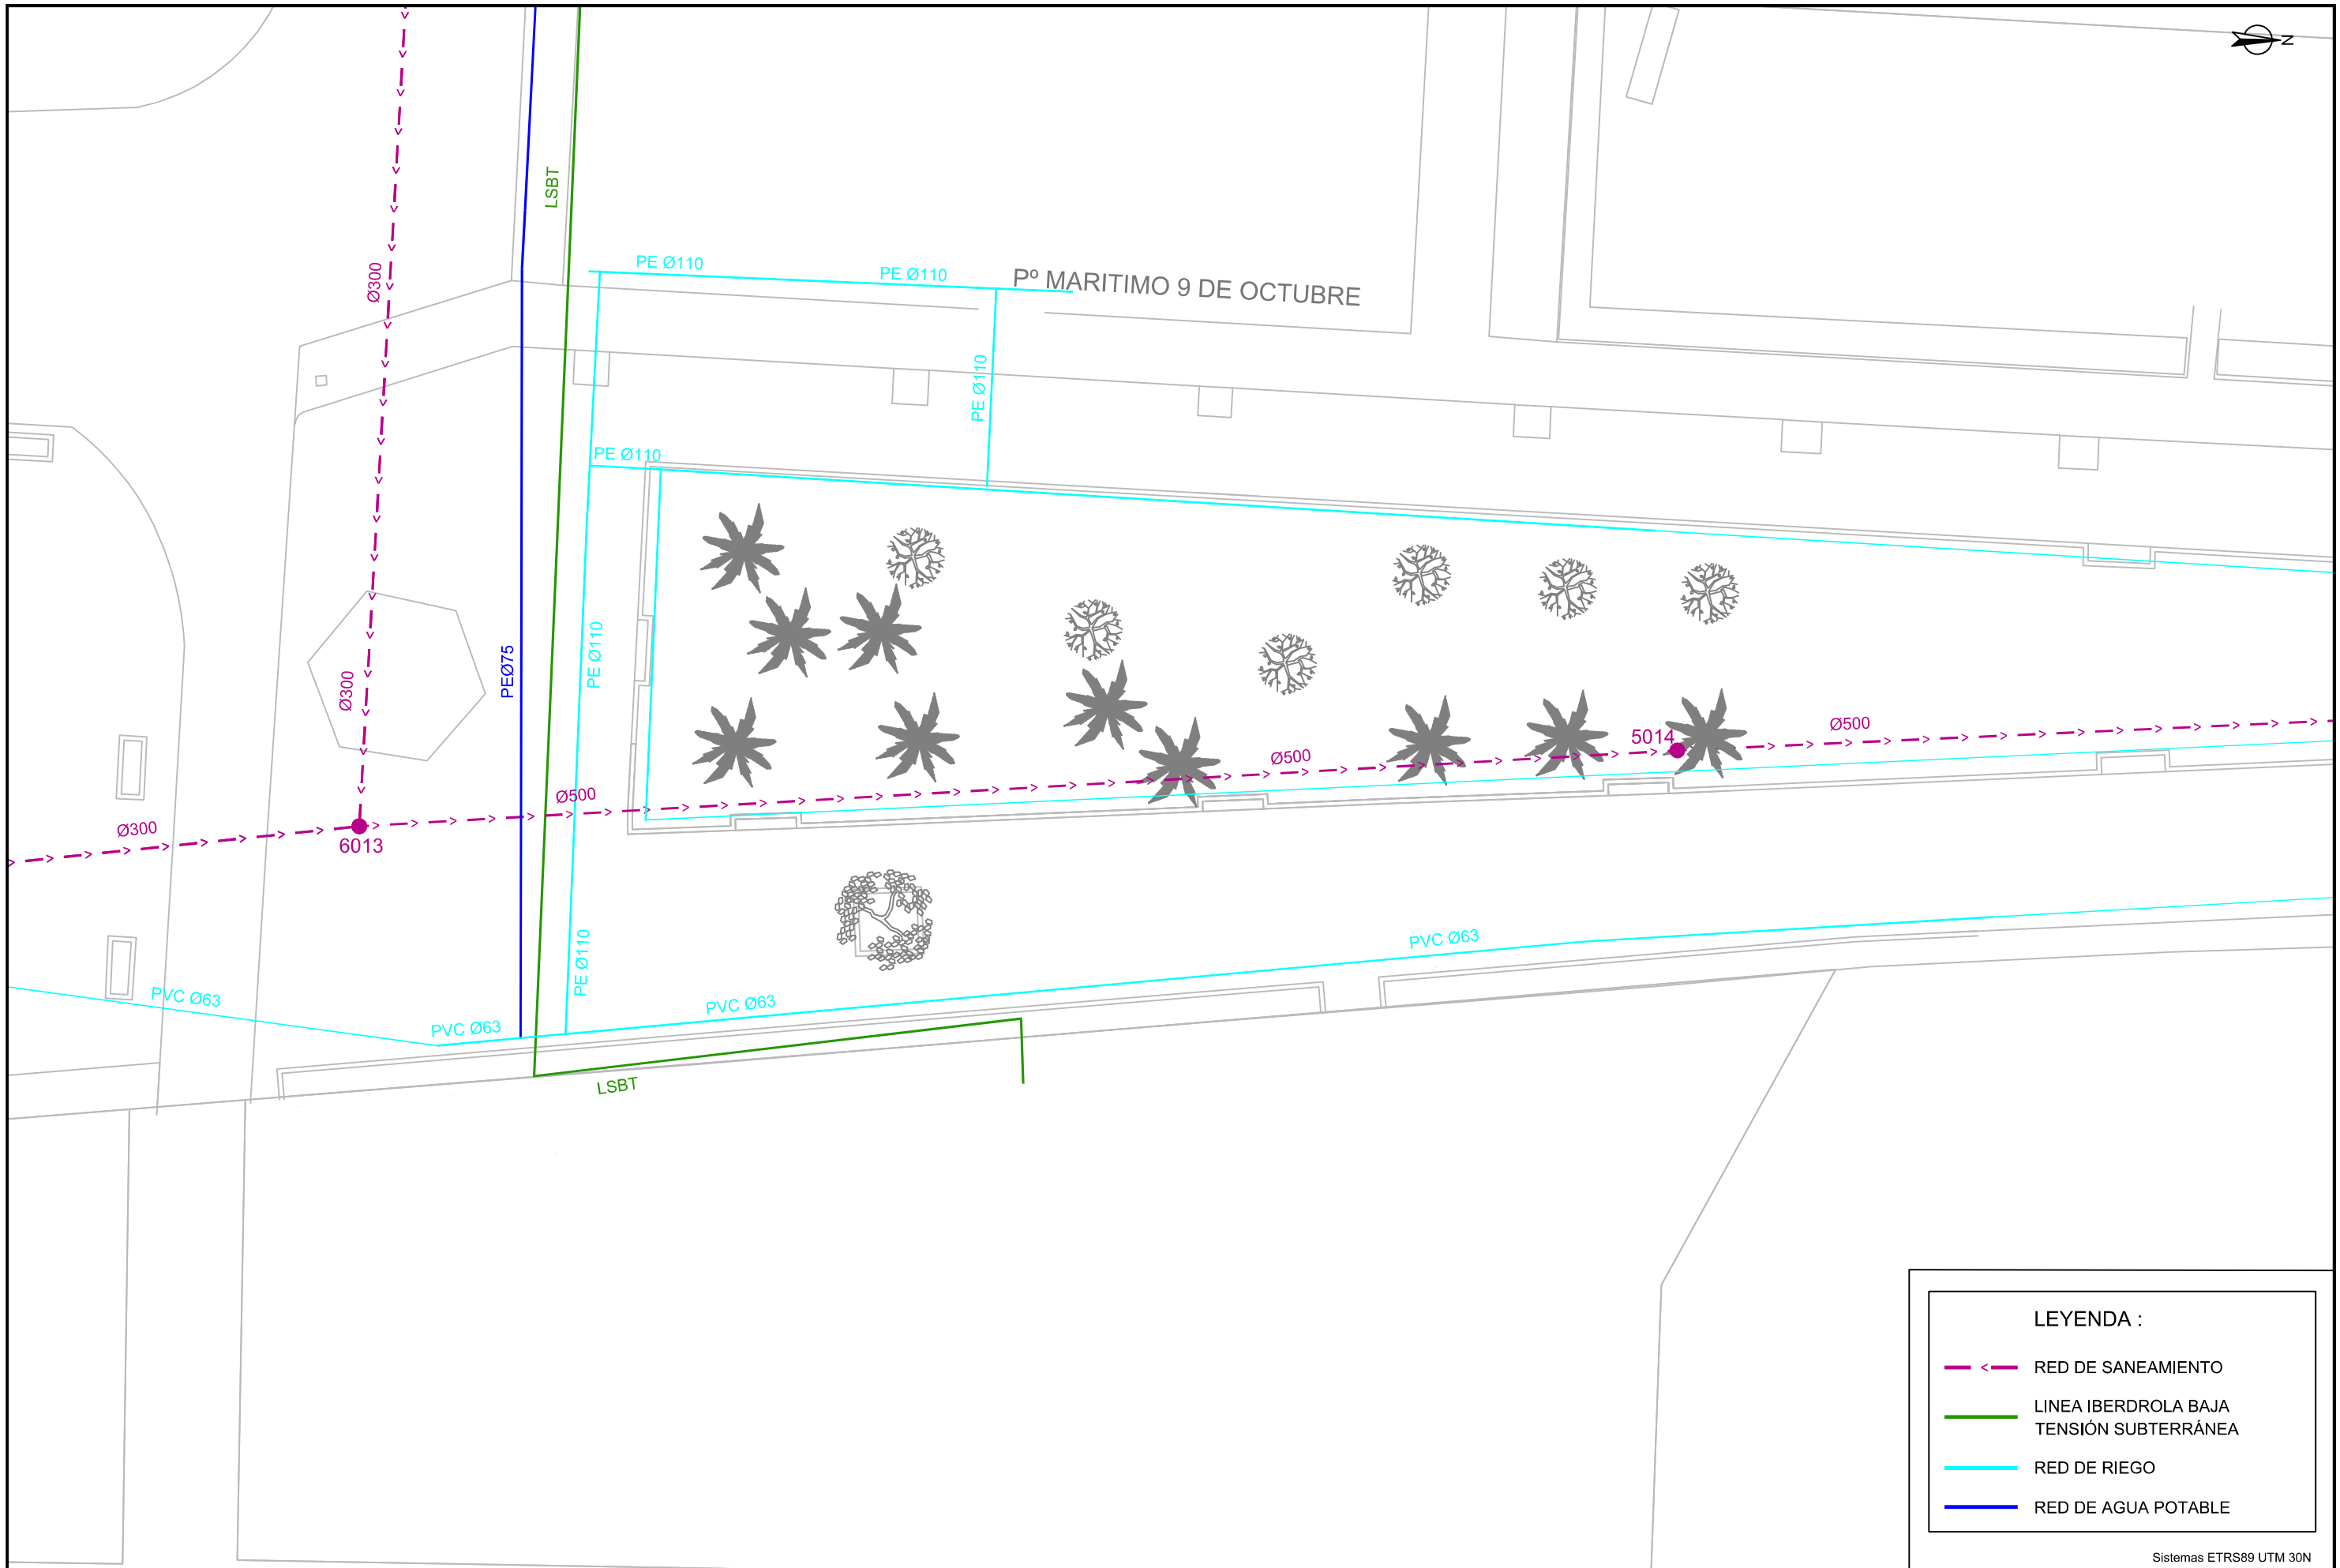 N
LSBT
Ø300
PE Ø110
PE Ø110
Pº MARITIMO 9 DE OCTUBRE
PE Ø110
PE Ø110
PE Ø110
PEØ75
Ø300
5014
Ø500
Ø500
Ø500
Ø300
6013
PE Ø110
PVC Ø63
PVC Ø63
PVC Ø63
PVC Ø63
LSBT
LEYENDA :
RED DE SANEAMIENTO
LINEA IBERDROLA BAJA
TENSIÓN SUBTERRÁNEA
RED DE RIEGO
RED DE AGUA POTABLE
Sistemas ETRS89 UTM 30N